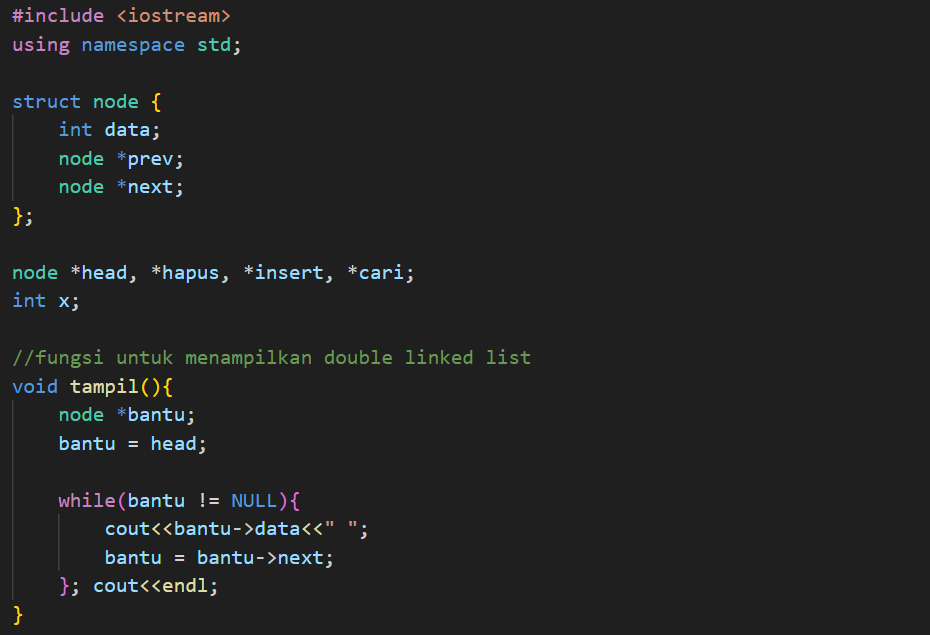 #include <iostream>
using namespace std;
struct node {
int data;
node *prev;
node *next;
};
node *head, *hapus, *insert, *cari;
int x;
//fungsi untuk menampilkan double linked list
void tampil(){
node *bantu;
bantu = head;
while(bantu != NULL){
cout<<bantu->data<<" ";
bantu = bantu->next;
}; cout<<endl;
}